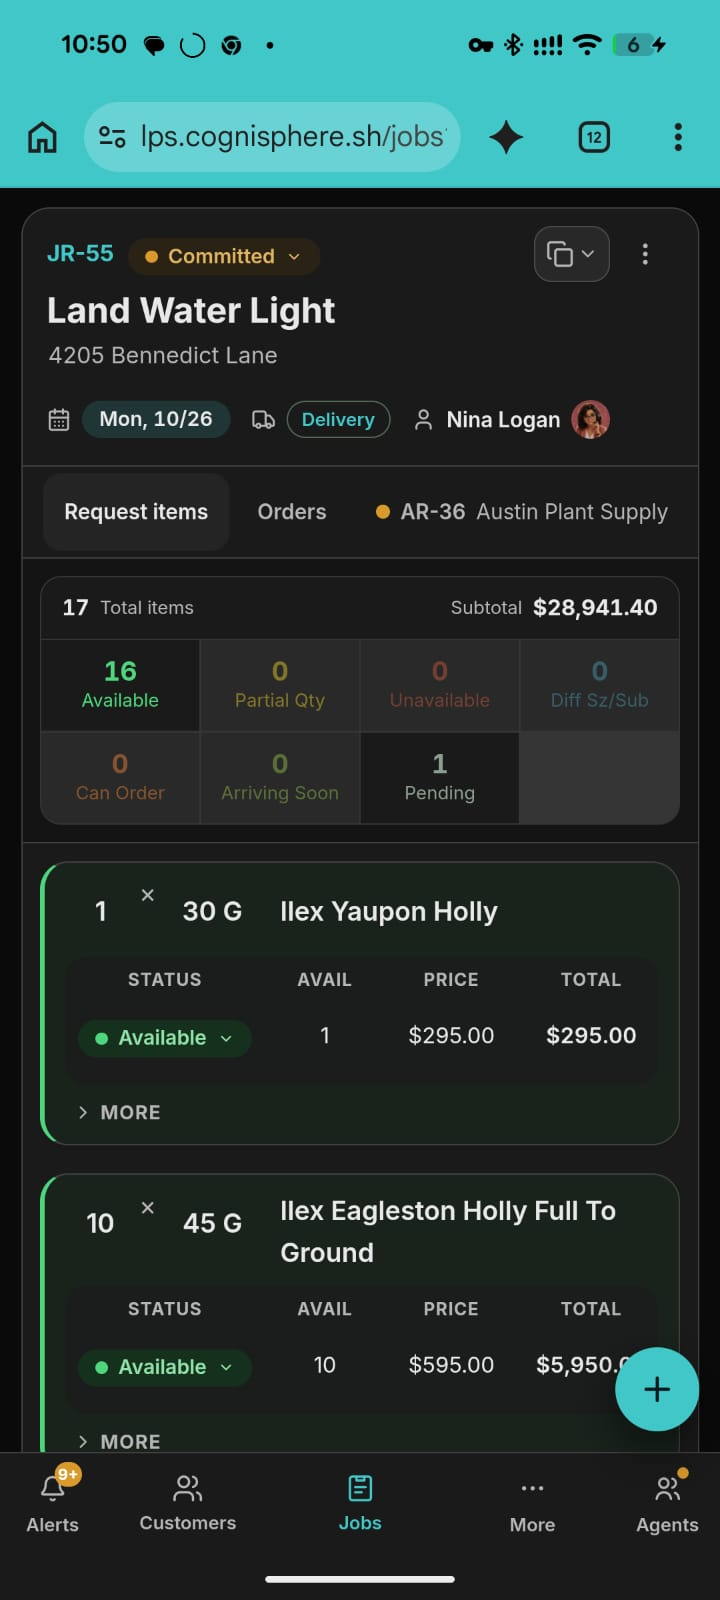 10:50
6
lps.cognisphere.sh/jobs
12
JR-55 Committed
Land Water Light
4205 Bennedict Lane
Mon, 10/26 Delivery Nina Logan
Request items Orders AR-36 Austin Plant Supply
17 Total items Subtotal $28,941.40
16 0 0 0
Available Partial Qty Unavailable Diff Sz/Sub
0 0 1
Can Order Arriving Soon Pending
1 × 30 G Ilex Yaupon Holly
STATUS AVAIL PRICE TOTAL
Available 1 $295.00 $295.00
MORE
10 × 45 G Ilex Eagleston Holly Full To
Ground
STATUS AVAIL PRICE TOTAL
Available 10 $595.00 $5,950.0
+
MORE
9+
Alerts Customers Jobs More Agents